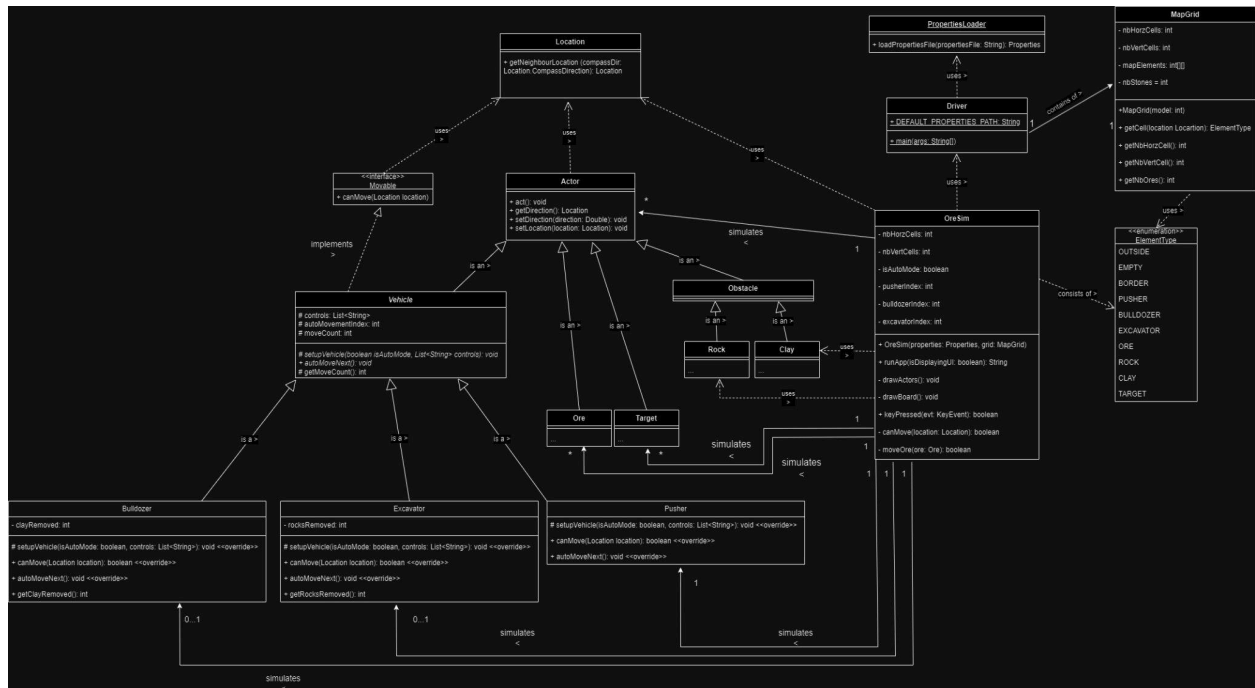 PropertiesLoader
+ loadPropertiesFile(propertiesFile: String): Properties
MapGrid
- nbHorzCells: int
- nbVertCells: int
- mapElements: int[][]
- nbStones = int
+MapGrid(model: int)
+ getCell(location Locartion): ElementType
+ getNbHorzCell(): int
+ getNbVertCell(): int
+ getNbOres(): int
Location
+ getNeighbourLocation (compassDir:
Location.CompassDirection): Location
uses >
contains of >
1
1
Driver
+ DEFAULT_PROPERTIES_PATH: String
+ main(args: String[])
uses
>
uses
>
uses
>
uses >
uses >
<<interface>>
Movable
+ canMove(Location location)
Actor
+ act(): void
+ getDirection(): Location
+ setDirection(direction: Double): void
+ setLocation(location: Location): void
*
simulates
<
1
OreSim
- nbHorzCells: int
- nbVertCells: int
- isAutoMode: boolean
- pusherIndex: int
- bulldozerIndex: int
- excavatorIndex: int
+ OreSim(properties: Properties, grid: MapGrid)
+ runApp(isDisplayingUI: boolean): String
- drawActors(): void
- drawBoard(): void
+ keyPressed(evt: KeyEvent): boolean
- canMove(location: Location): boolean
- moveOre(ore: Ore): boolean
consists of >
<<enumeration>>
ElementType
OUTSIDE
EMPTY
BORDER
PUSHER
BULLDOZER
EXCAVATOR
ORE
ROCK
CLAY
TARGET
implements
>
is an >
is an >
Obstacle
Vehicle
# controls: List<String>
# autoMovementIndex: int
# moveCount: int
# setupVehicle(boolean isAutoMode, List<String> controls): void
+ autoMoveNext(): void
# getMoveCount(): int
is an >
is an >
is an >
is an >
Rock
...
Clay
...
uses
>
uses
>
Ore
...
Target
...
*
*
simulates
<
simulates
<
1
1
1
1
1
is a >
is a >
is a >
Bulldozer
- clayRemoved: int
# setupVehicle(isAutoMode: boolean, controls: List<String>): void <<override>>
+ canMove(Location location): boolean <<override>>
+ autoMoveNext(): void <<override>>
+ getClayRemoved(): int
Excavator
- rocksRemoved: int
# setupVehicle(isAutoMode: boolean, controls: List<String>): void <<override>>
+ canMove(Location location): boolean <<override>>
+ autoMoveNext(): void <<override>>
+ getRocksRemoved(): int
Pusher
# setupVehicle(isAutoMode: boolean, controls: List<String>): void <<override>>
+ canMove(Location location): boolean <<override>>
+ autoMoveNext(): void <<override>>
1
0...1
0...1
simulates
<
simulates
<
simulates
<